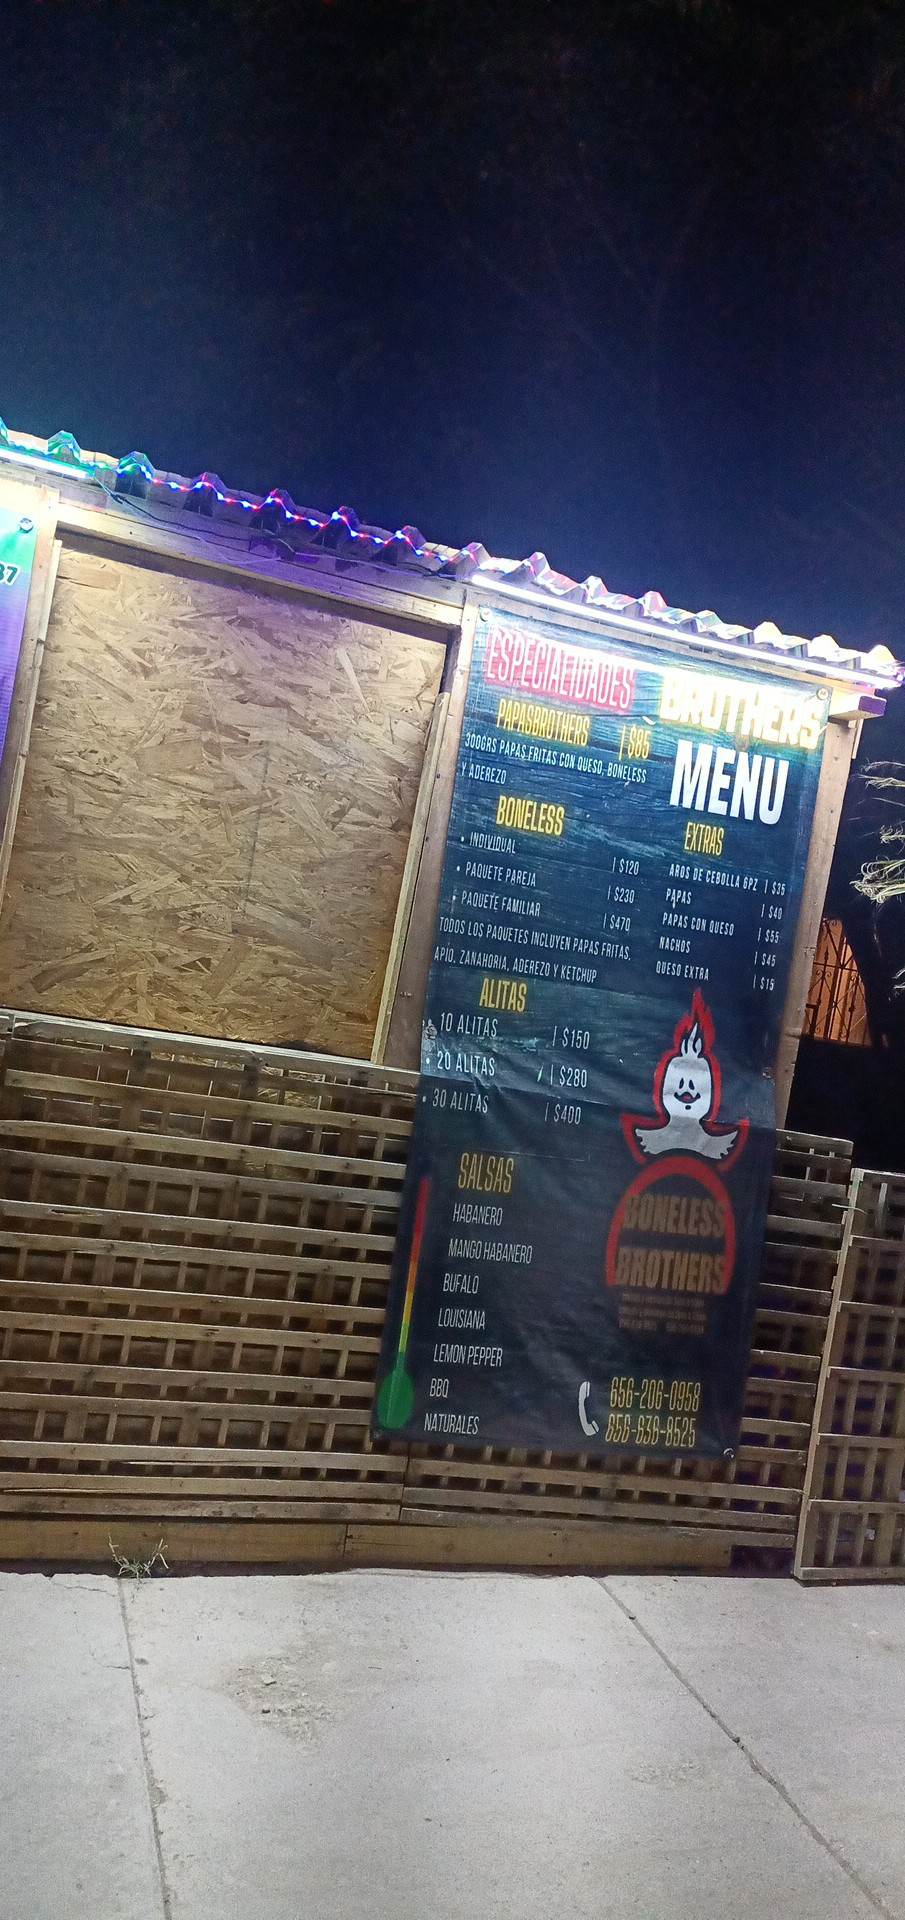 37
ESPECIALIDADES
PAPASBROTHERS | $85
300GRS PAPAS FRITAS CON QUESO, BONELESS
Y ADEREZO
BONELESS
• INDIVIDUAL | $120
• PAQUETE PAREJA | $230
• PAQUETE FAMILIAR | $470
TODOS LOS PAQUETES INCLUYEN PAPAS FRITAS,
APIO, ZANAHORIA, ADEREZO Y KETCHUP
ALITAS
• 10 ALITAS | $150
• 20 ALITAS | $280
• 30 ALITAS | $400
SALSAS
HABANERO
MANGO HABANERO
BUFALO
LOUISIANA
LEMON PEPPER
BBQ
NATURALES
BROTHERS
MENU
EXTRAS
AROS DE CEBOLLA 6PZ | $35
PAPAS | $40
PAPAS CON QUESO | $55
NACHOS | $45
QUESO EXTRA | $15
BONELESS
BROTHERS
656-206-0958
656-636-8525